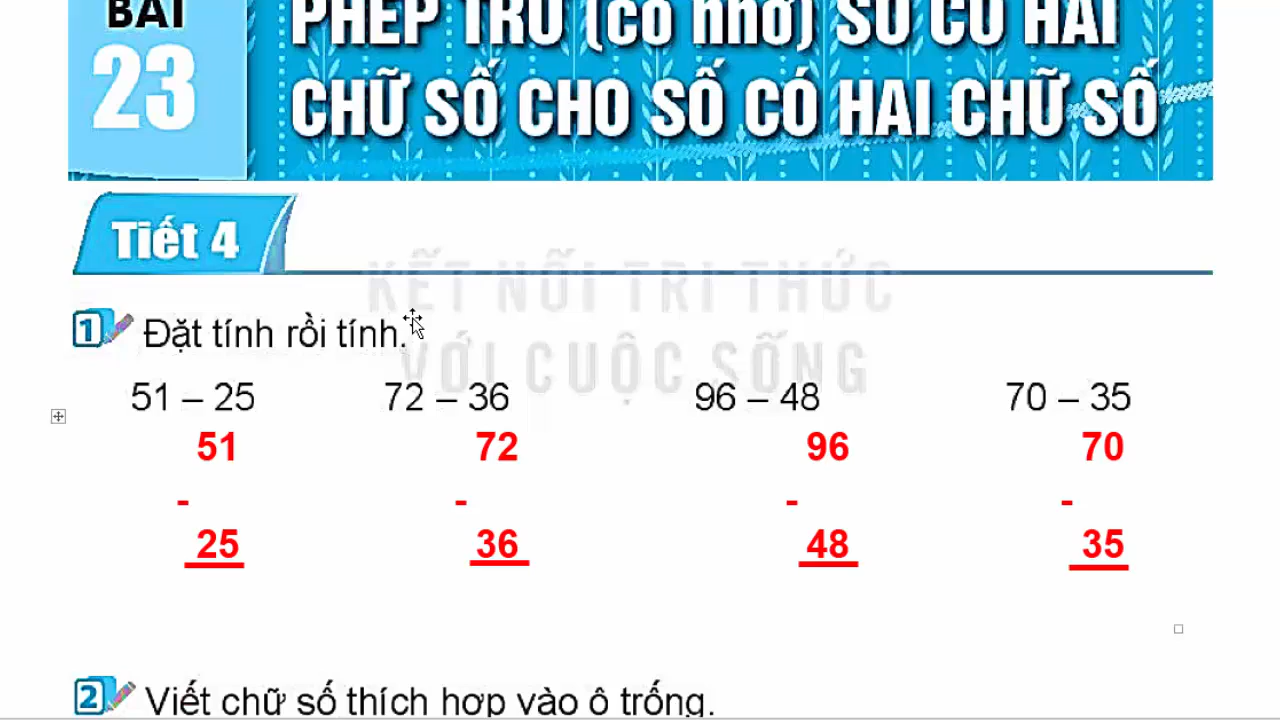 BÀI
23
PHÉP TRỪ (có nhớ) SỐ CÓ HAI
CHỮ SỐ CHO SỐ CÓ HAI CHỮ SỐ
Tiết 4
KẾT NỐI TRI THỨC
VỚI CUỘC SỐNG
1 Đặt tính rồi tính.
51 – 25 72 – 36 96 – 48 70 – 35
51 72 96 70
- - - -
25 36 48 35
2 Viết chữ số thích hợp vào ô trống.